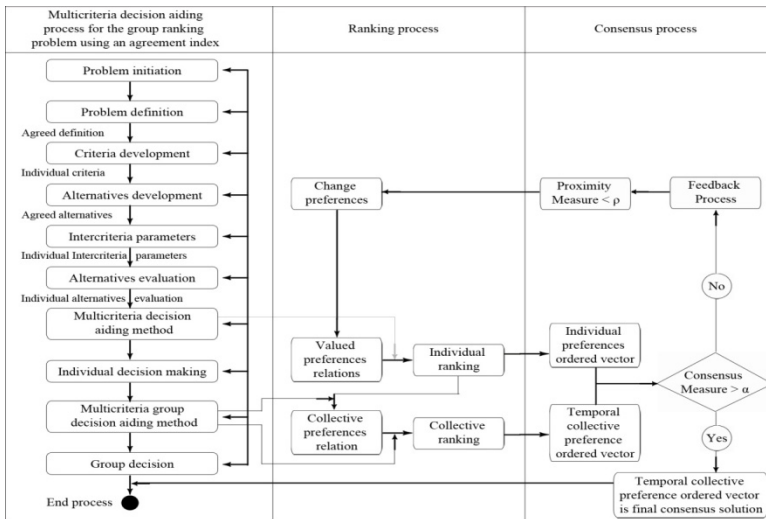 Multicriteria decision aiding
process for the group ranking
problem using an agreement index
Ranking process
Consensus process
Problem initiation
Problem definition
Agreed definition
Criteria development
Individual criteria
Alternatives development
Agreed alternatives
Intercriteria parameters
Individual Intercriteria parameters
Alternatives evaluation
Individual alternatives evaluation
Multicriteria decision
aiding method
Individual decision making
Multicriteria group
decision aiding method
Group decision
End process
Change
preferences
Valued
preferences
relations
Individual
ranking
Collective
preferences
relation
Collective
ranking
Proximity
Measure < ρ
Feedback
Process
No
Individual
preferences
ordered vector
Consensus
Measure > α
Temporal
collective
preference
ordered vector
Yes
Temporal collective
preference ordered vector
is final consensus solution